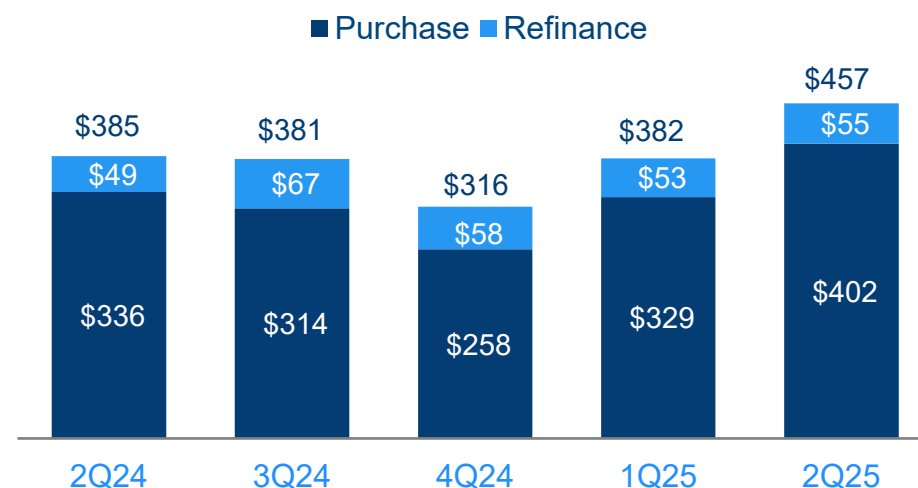 Purchase Refinance
$385 $381 $316 $382 $457
$49 $67 $58 $53 $55
$336 $314 $258 $329 $402
2Q24 3Q24 4Q24 1Q25 2Q25